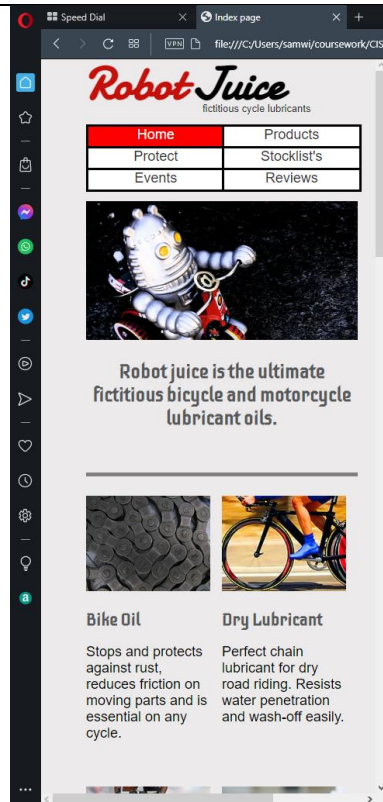 Speed Dial
Index page
VPN
file:///C:/Users/samwi/coursework/CIS
Robot Juice
fictitious cycle lubricants
Home Products
Protect Stocklist's
Events Reviews
Robot juice is the ultimate
fictitious bicycle and motorcycle
lubricant oils.
Bike Oil
Stops and protects
against rust,
reduces friction on
moving parts and is
essential on any
cycle.
Dry Lubricant
Perfect chain
lubricant for dry
road riding. Resists
water penetration
and wash-off easily.